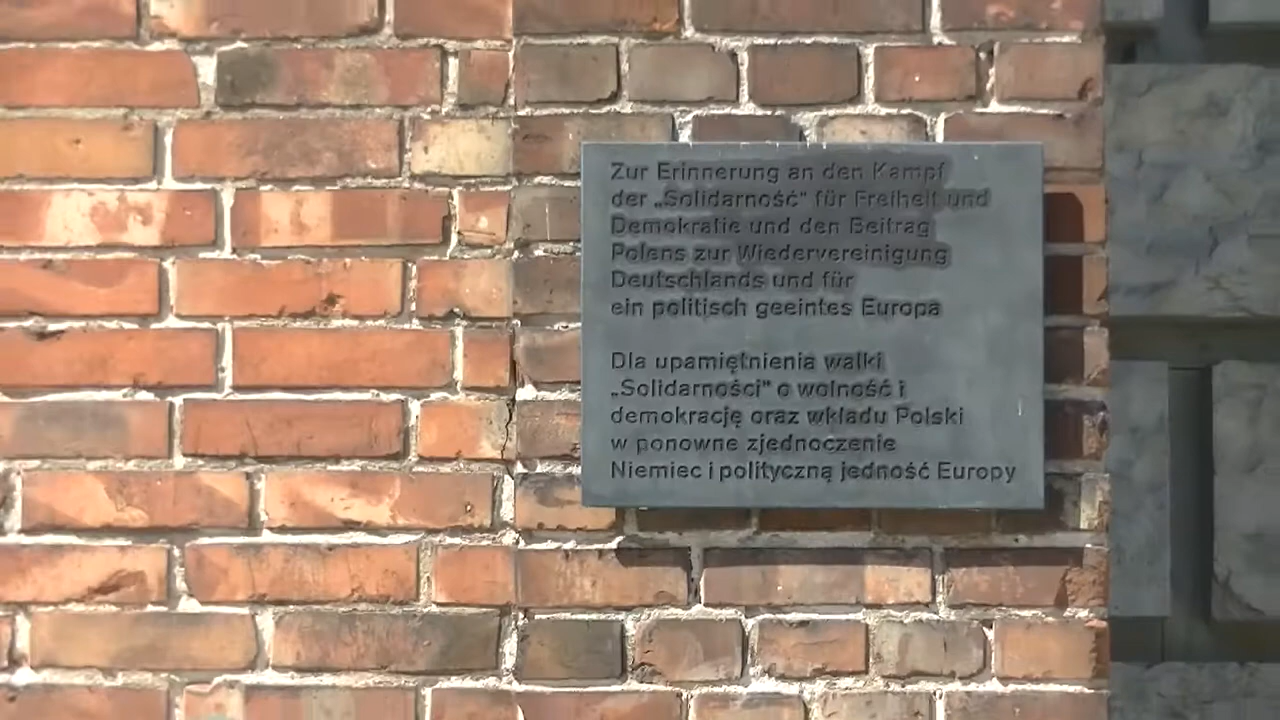 Zur Erinnerung an den Kampf
der „Solidarność" für Freiheit und
Demokratie und den Beitrag
Polens zur Wiedervereinigung
Deutschlands und für
ein politisch geeintes Europa
Dla upamiętnienia walki
„Solidarności" o wolność i
demokrację oraz wkładu Polski
w ponowne zjednoczenie
Niemiec i polityczną jedność Europy